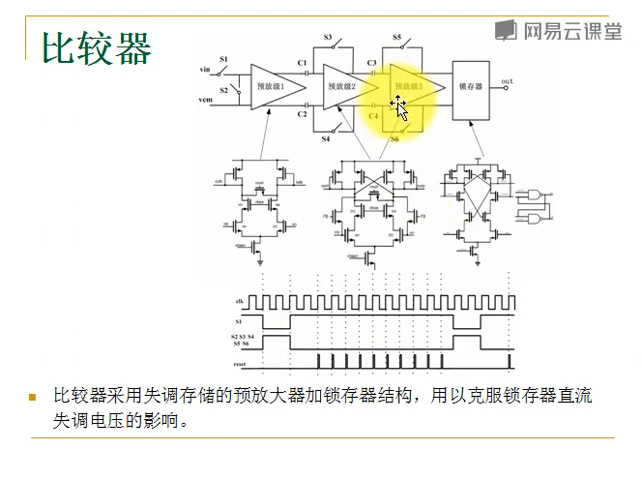 网易云课堂
比较器
S3
S5
S1
vin
C1
C3
out
预放级1
预放级2
预放级3
锁存器
S2
vcm
C2
C4
S4
S6
clk
S1
S2 S3 S4
S5 S6
reset
比较器采用失调存储的预放大器加锁存器结构，用以克服锁存器直流
失调电压的影响。